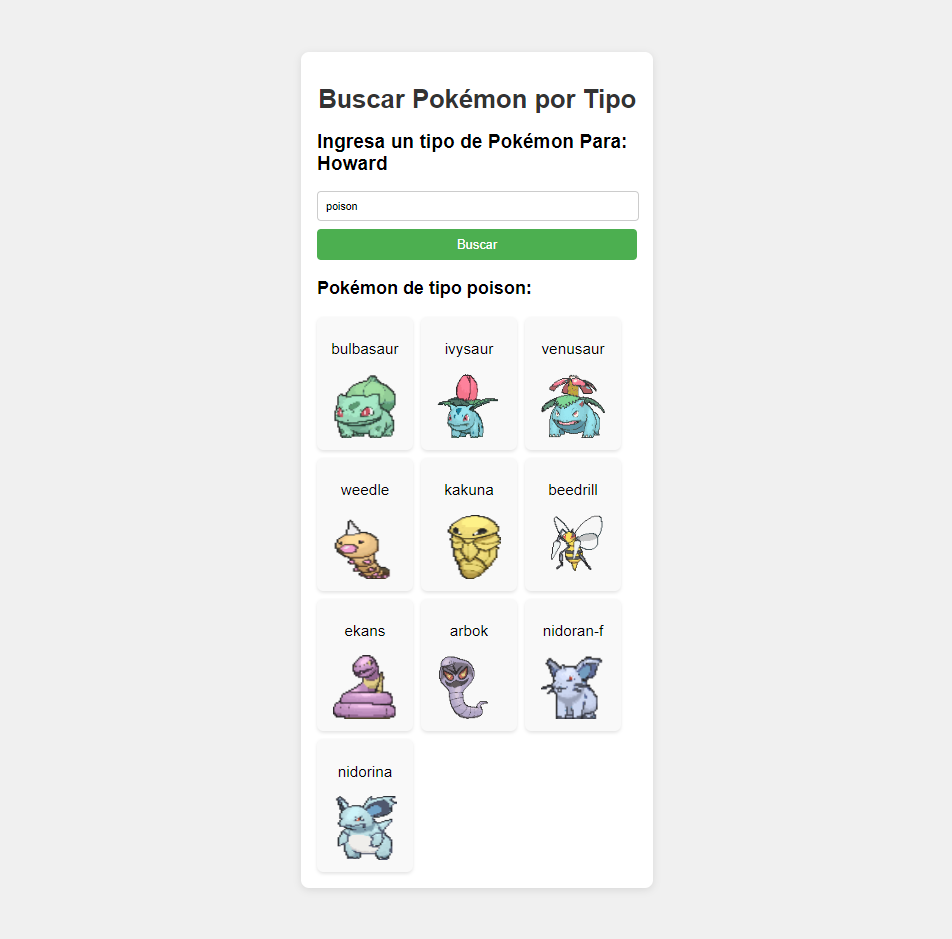 Buscar Pokémon por Tipo
Ingresa un tipo de Pokémon Para:
Howard
poison
Buscar
Pokémon de tipo poison:
bulbasaur
ivysaur
venusaur
weedle
kakuna
beedrill
ekans
arbok
nidoran-f
nidorina